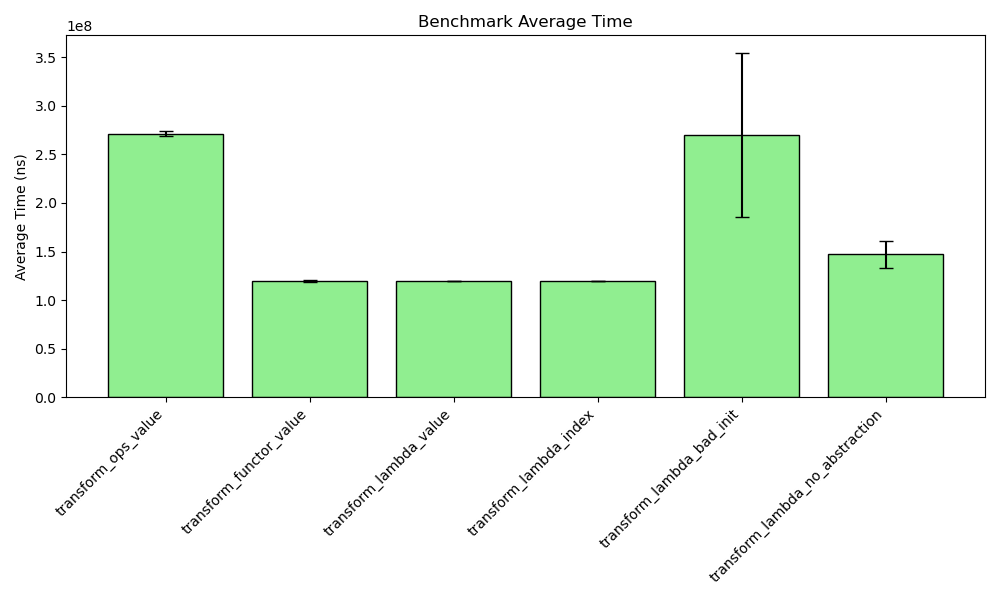 Benchmark Average Time
1e8
Average Time (ns)
3.5
3.0
2.5
2.0
1.5
1.0
0.5
0.0
transform_ops_value
transform_functor_value
transform_lambda_value
transform_lambda_index
transform_lambda_bad_init
transform_lambda_no_abstraction